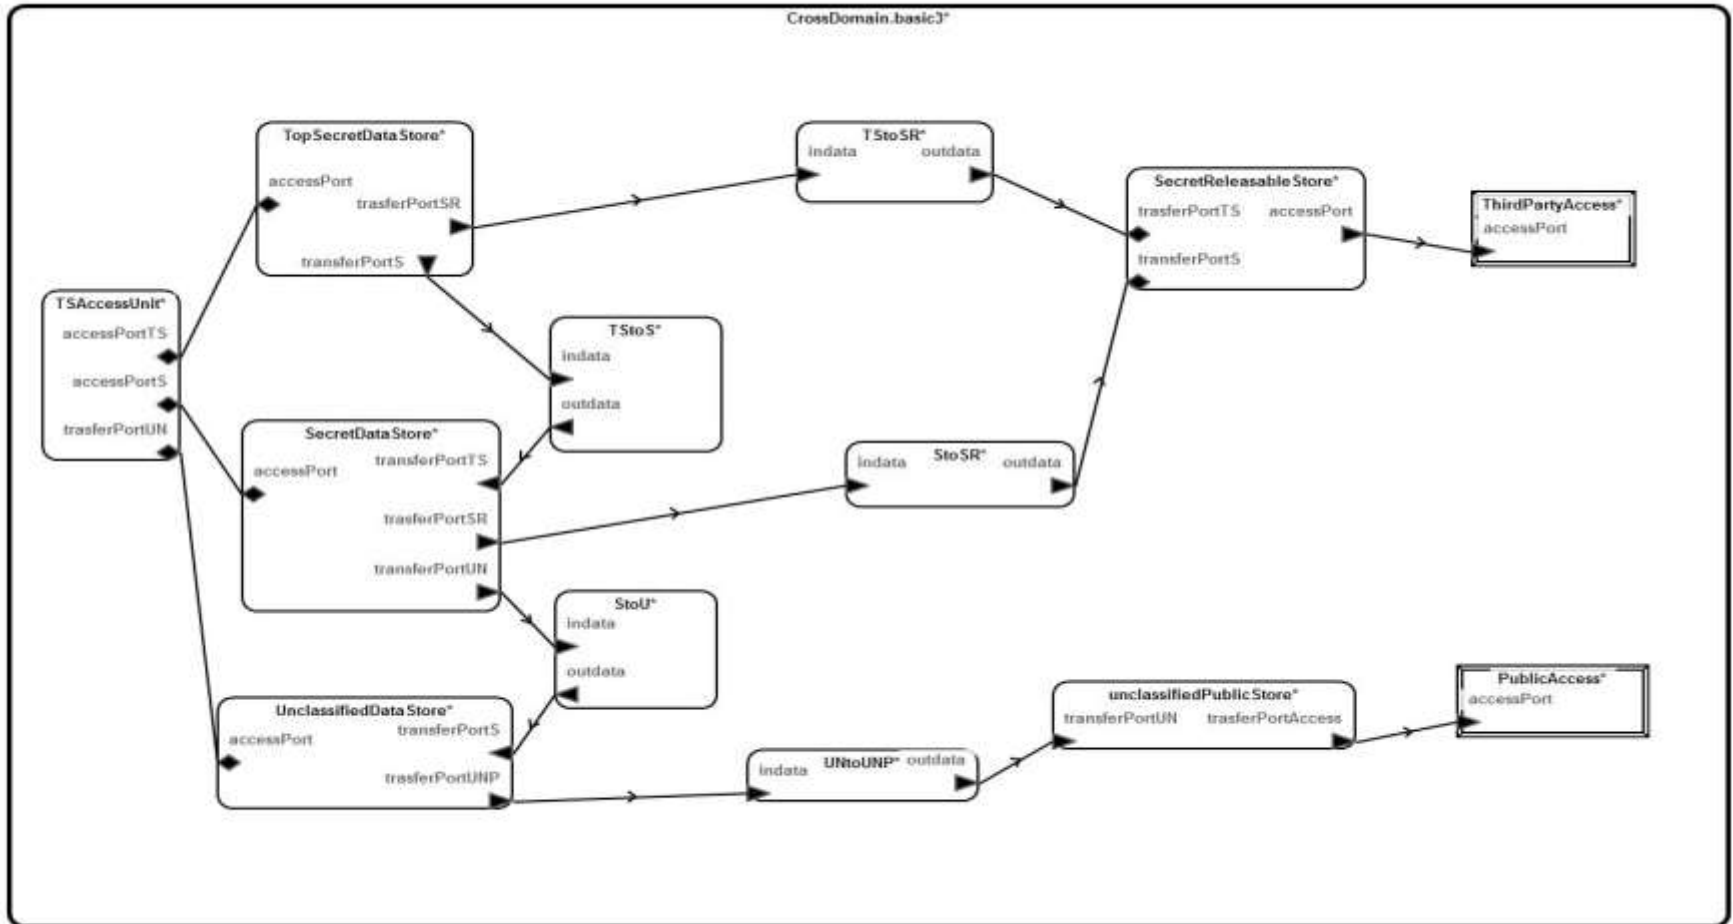 CrossDomain.basic3*
TopSecretDataStore*
accessPort
trasferPortSR
transferPortS
TStoSR*
indata outdata
SecretReleasableStore*
trasferPortTS accessPort
transferPortS
ThirdPartyAccess*
accessPort
TSAccessUnit*
accessPortTS
accessPortS
trasferPortUN
TStoS*
indata
outdata
SecretDataStore*
transferPortTS
accessPort
trasferPortSR
transferPortUN
StoSR*
indata outdata
StoU*
indata
outdata
UnclassifiedDataStore*
transferPortS
accessPort
trasferPortUNP
UNtoUNP*
indata outdata
unclassifiedPublicStore*
transferPortUN trasferPortAccess
PublicAccess*
accessPort